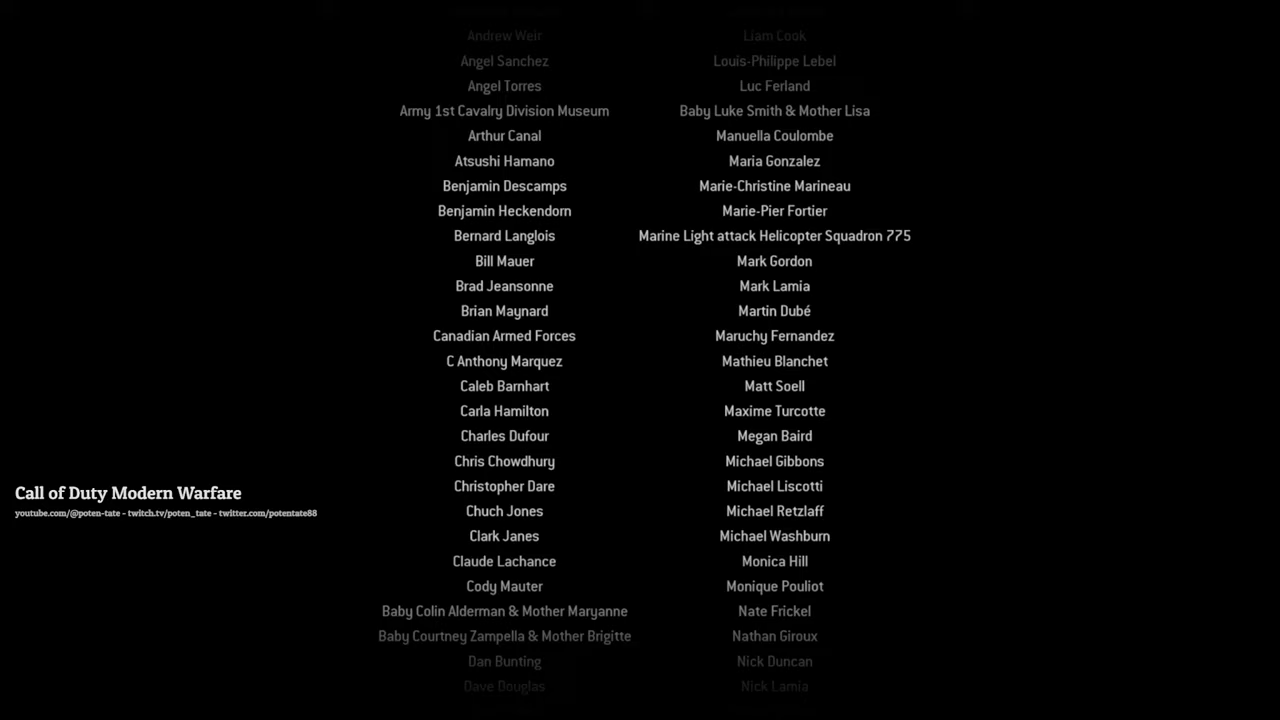 Andrew Weir
Angel Sanchez
Angel Torres
Army 1st Cavalry Division Museum
Arthur Canal
Atsushi Hamano
Benjamin Descamps
Benjamin Heckendorn
Bernard Langlois
Bill Mauer
Brad Jeansonne
Brian Maynard
Canadian Armed Forces
C Anthony Marquez
Caleb Barnhart
Carla Hamilton
Charles Dufour
Chris Chowdhury
Christopher Dare
Chuch Jones
Clark Janes
Claude Lachance
Cody Mauter
Baby Colin Alderman & Mother Maryanne
Baby Courtney Zampella & Mother Brigitte
Dan Bunting
Dave Douglas
Liam Cook
Louis-Philippe Lebel
Luc Ferland
Baby Luke Smith & Mother Lisa
Manuella Coulombe
Maria Gonzalez
Marie-Christine Marineau
Marie-Pier Fortier
Marine Light attack Helicopter Squadron 775
Mark Gordon
Mark Lamia
Martin Dubé
Maruchy Fernandez
Mathieu Blanchet
Matt Soell
Maxime Turcotte
Megan Baird
Michael Gibbons
Michael Liscotti
Michael Retzlaff
Michael Washburn
Monica Hill
Monique Pouliot
Nate Frickel
Nathan Giroux
Nick Duncan
Nick Lamia
Call of Duty Modern Warfare
youtube.com/@poten-tate - twitch.tv/poten_tate - twitter.com/potentate88